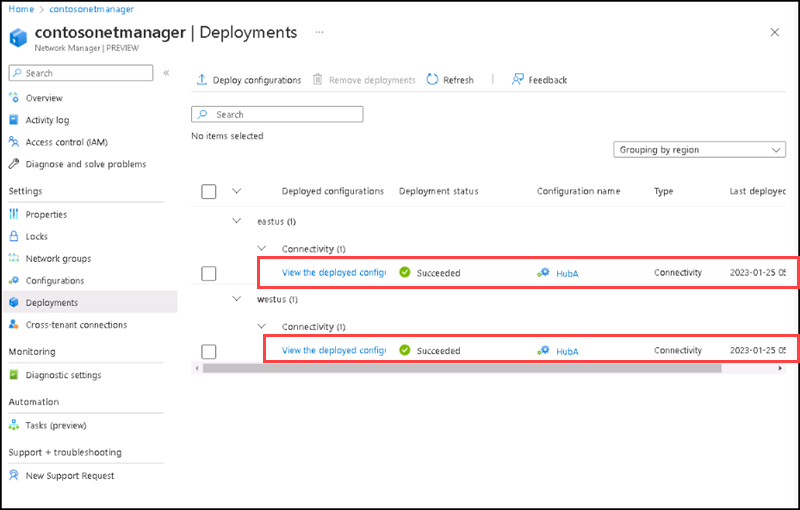 Home > contosonetmanager
contosonetmanager | Deployments ...
Network Manager | PREVIEW
Search
Overview
Activity log
Access control (IAM)
Diagnose and solve problems
Settings
Properties
Locks
Network groups
Configurations
Deployments
Cross-tenant connections
Monitoring
Diagnostic settings
Automation
Tasks (preview)
Support + troubleshooting
New Support Request
Deploy configurations Remove deployments Refresh | Feedback
Search
No items selected
Grouping by region
Deployed configurations Deployment status Configuration name Type Last deployed
eastus (1)
Connectivity (1)
View the deployed config Succeeded HubA Connectivity 2023-01-25 05
westus (1)
Connectivity (1)
View the deployed config Succeeded HubA Connectivity 2023-01-25 05